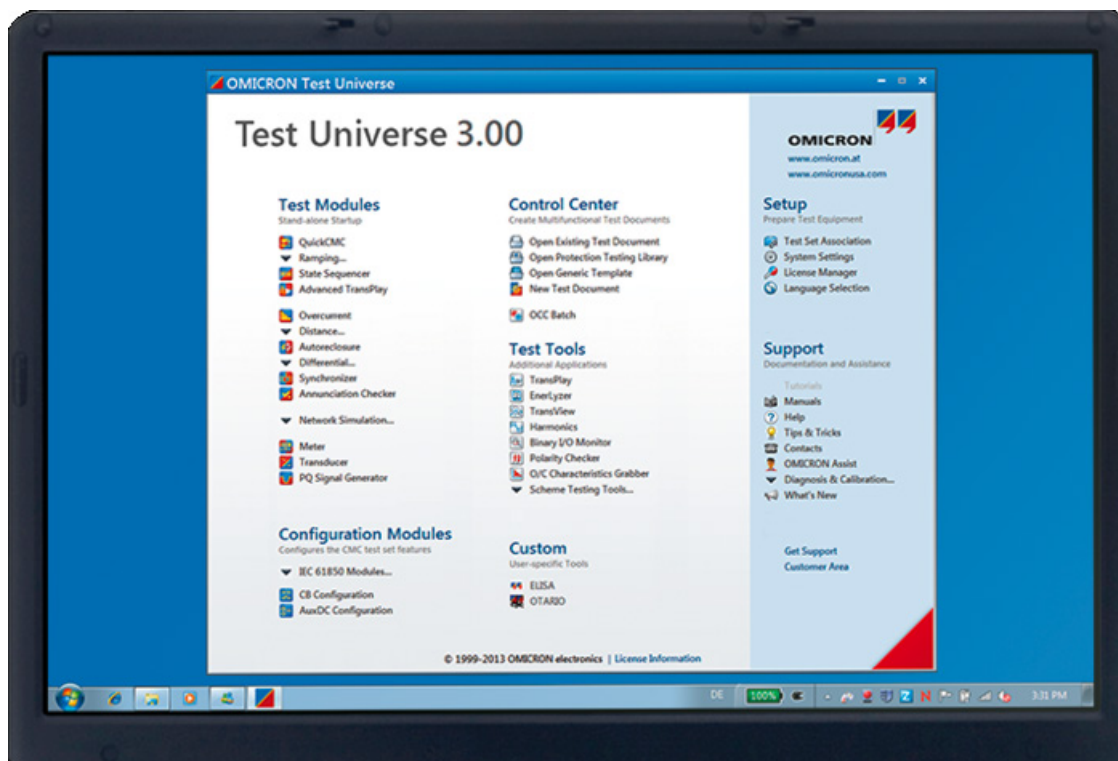 OMICRON Test Universe
Test Universe 3.00
OMICRON
www.omicron.at
www.omicronusa.com
Test Modules
Stand-alone Startup
QuickCMC
Ramping...
State Sequencer
Advanced TransPlay
Overcurrent
Distance...
Autoreclosure
Differential...
Synchronizer
Annunciation Checker
Network Simulation...
Meter
Transducer
PQ Signal Generator
Configuration Modules
Configures the CMC test set features
IEC 61850 Modules...
CB Configuration
AuxDC Configuration
Control Center
Create Multifunctional Test Documents
Open Existing Test Document
Open Protection Testing Library
Open Generic Template
New Test Document
OCC Batch
Test Tools
Additional Applications
TransPlay
EnerLyzer
TransView
Harmonics
Binary I/O Monitor
Polarity Checker
O/C Characteristics Grabber
Scheme Testing Tools...
Custom
User-specific Tools
ELISA
OTARIO
Setup
Prepare Test Equipment
Test Set Association
System Settings
License Manager
Language Selection
Support
Documentation and Assistance
Tutorials
Manuals
Help
Tips & Tricks
Contacts
OMICRON Assist
Diagnosis & Calibration...
What's New
Get Support
Customer Area
© 1999-2013 OMICRON electronics | License Information
DE
100%
3:31 PM